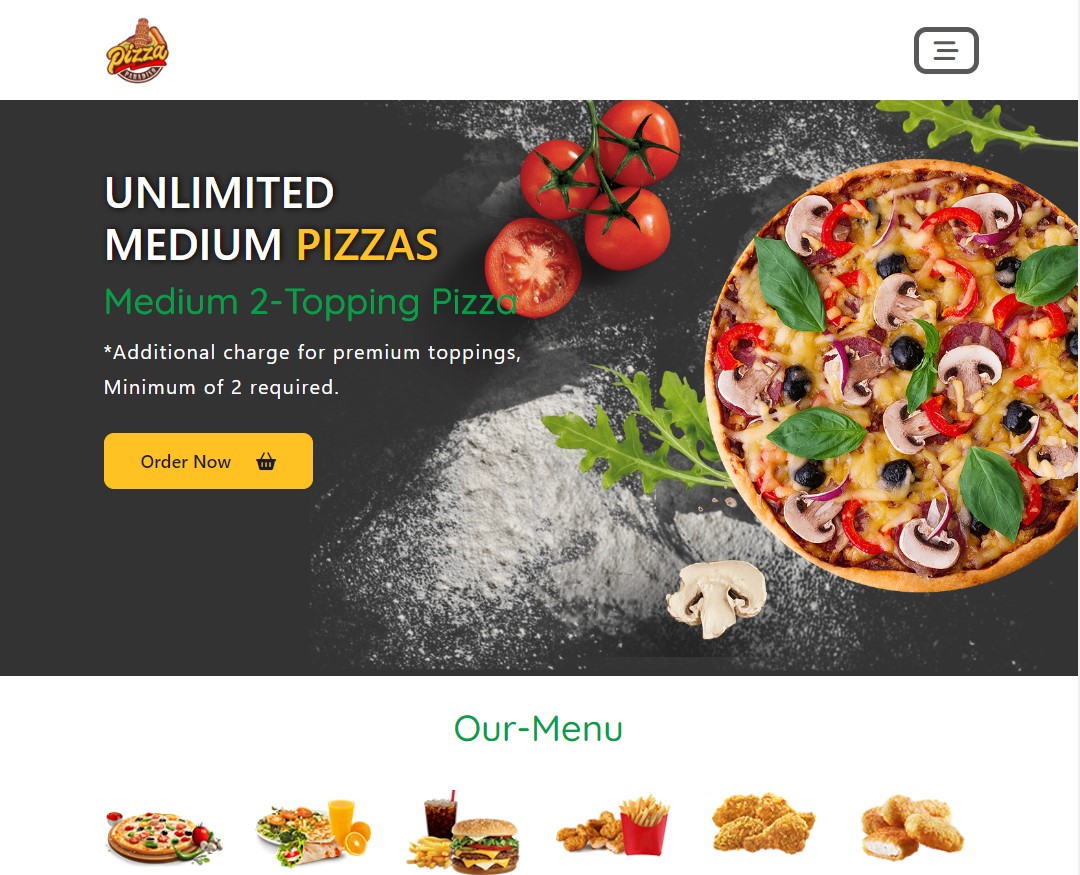 Pizza
PARADISE
UNLIMITED
MEDIUM PIZZAS
Medium 2-Topping Pizza
*Additional charge for premium toppings,
Minimum of 2 required.
Order Now
Our-Menu